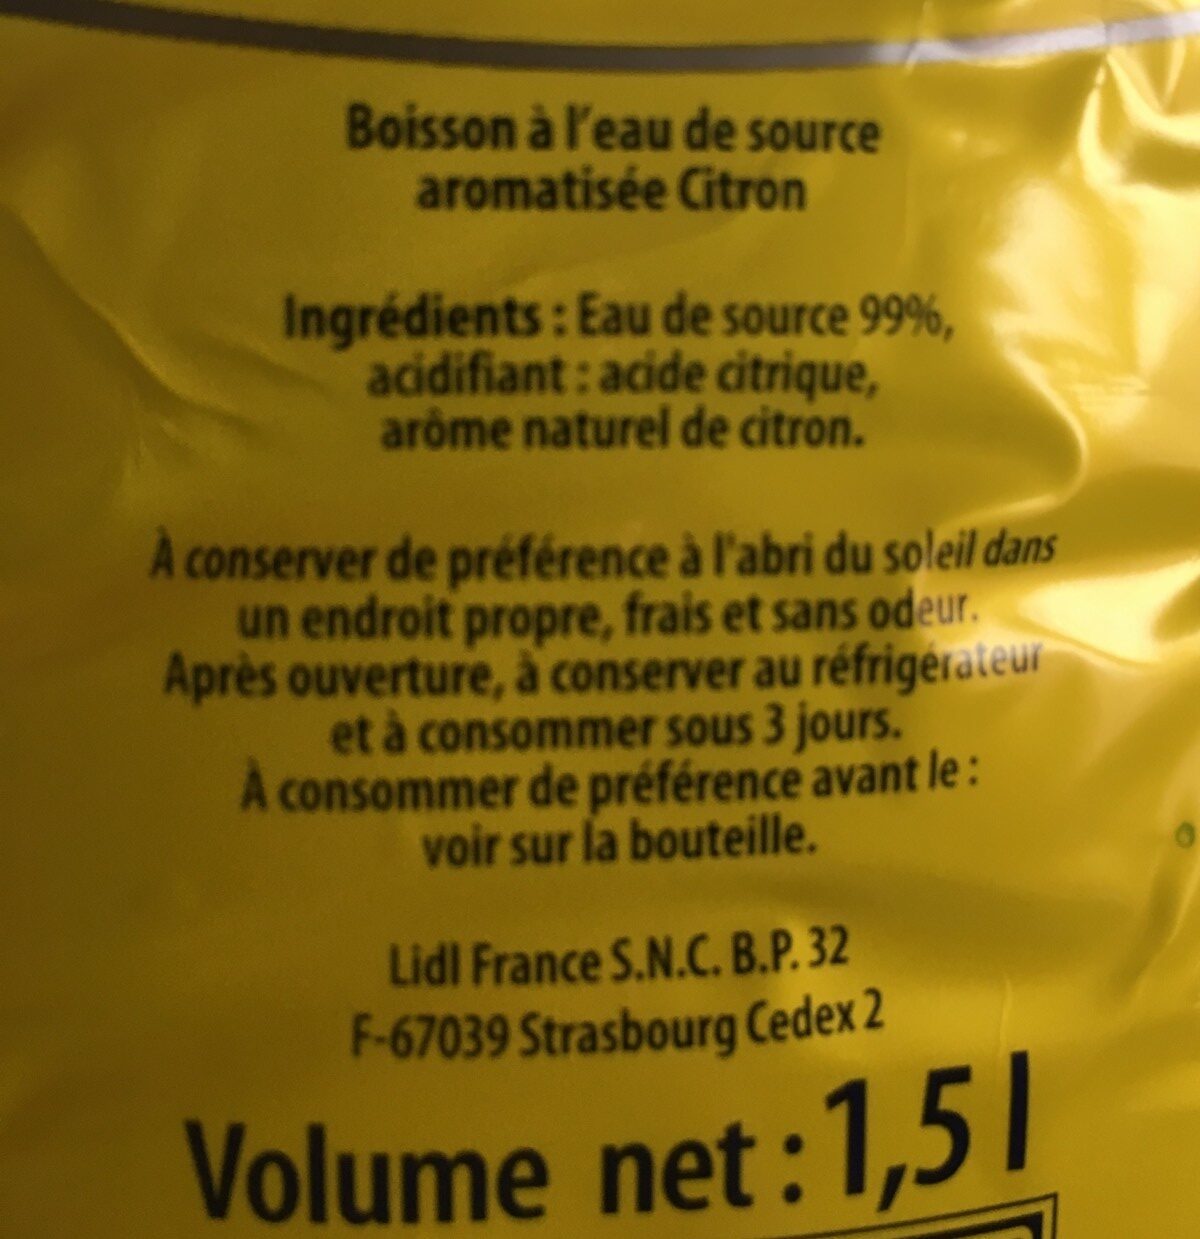 Boisson à l'eau de source
aromatisée Citron
Ingrédients : Eau de source 99%,
acidifiant : acide citrique,
arôme naturel de citron.
À conserver de préférence à l'abri du soleil dans
un endroit propre, frais et sans odeur.
Après ouverture, à conserver au réfrigérateur
et à consommer sous 3 jours.
À consommer de préférence avant le :
voir sur la bouteille.
Lidl France S.N.C. B.P. 32
F-67039 Strasbourg Cedex 2
Volume net : 1,5 l